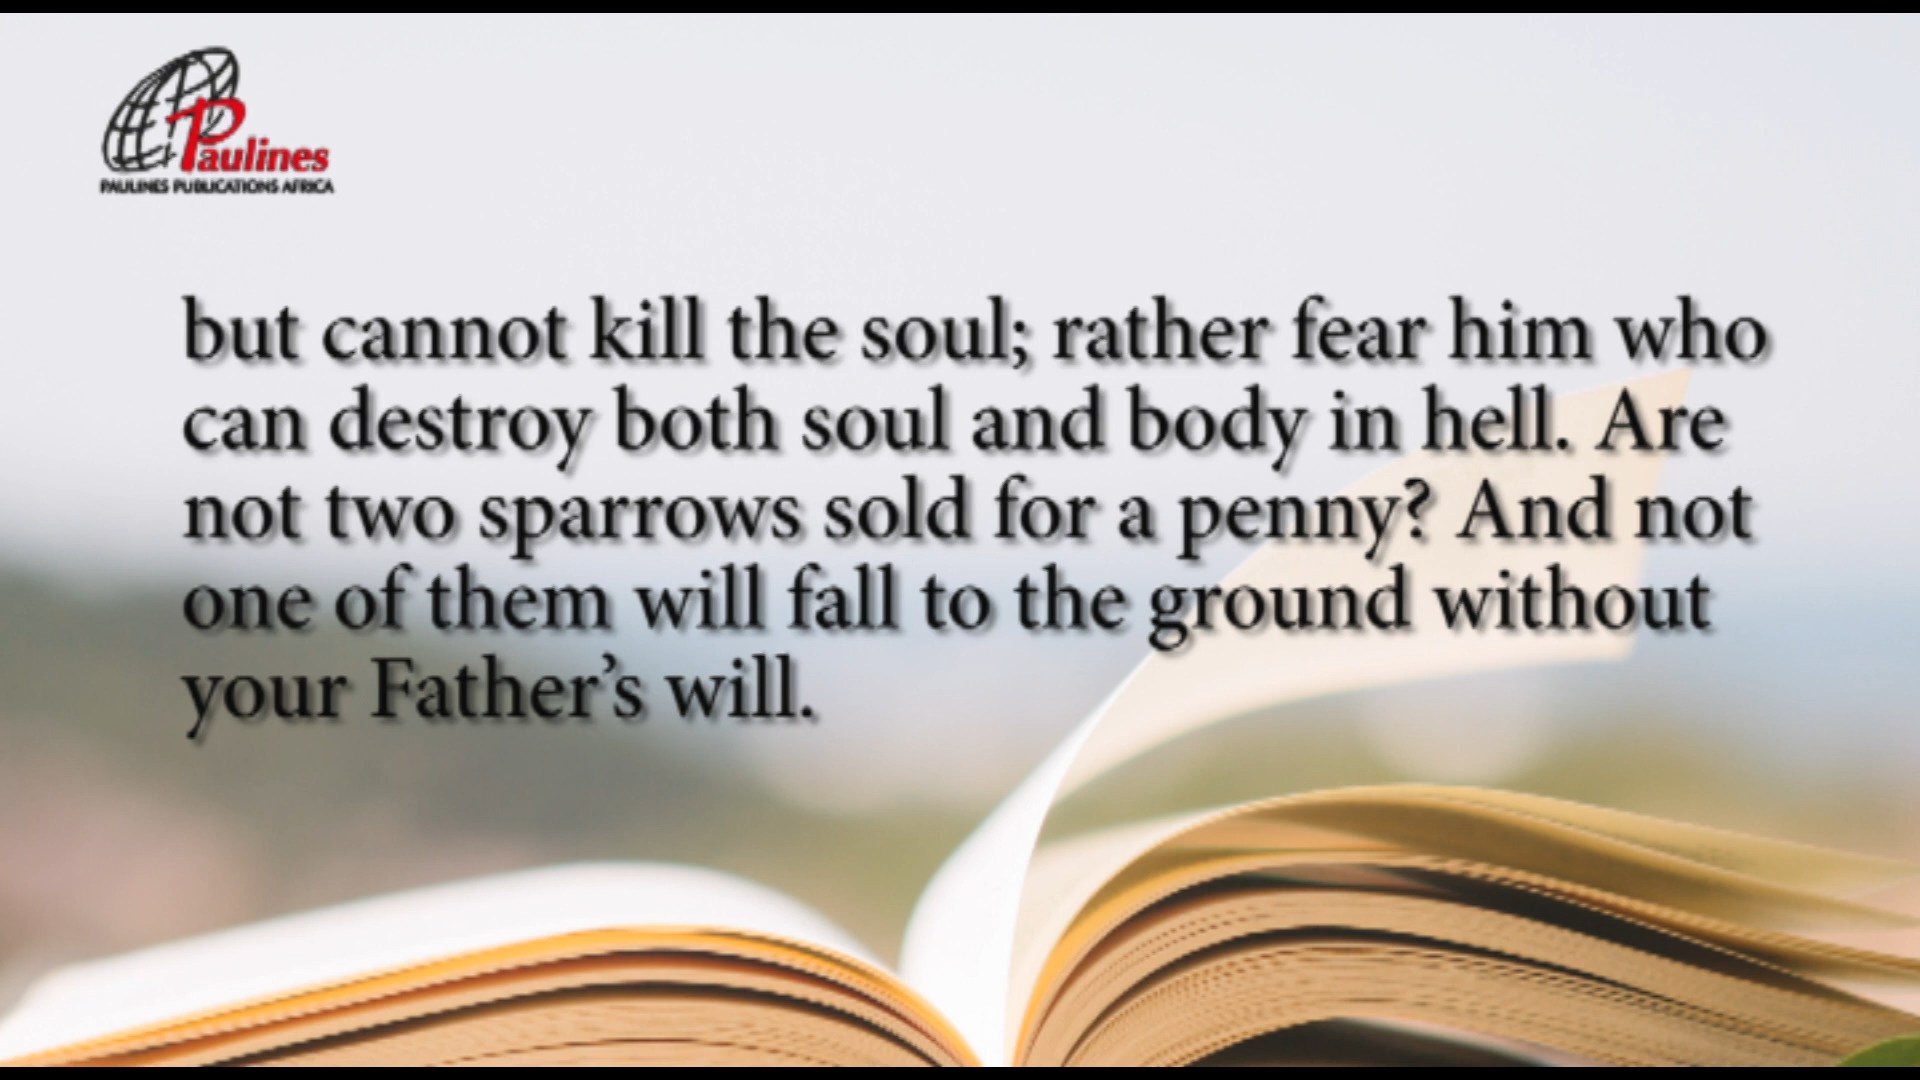 Paulines
PAULINES PUBLICATIONS AFRICA
but cannot kill the soul; rather fear him who
can destroy both soul and body in hell. Are
not two sparrows sold for a penny? And not
one of them will fall to the ground without
your Father’s will.